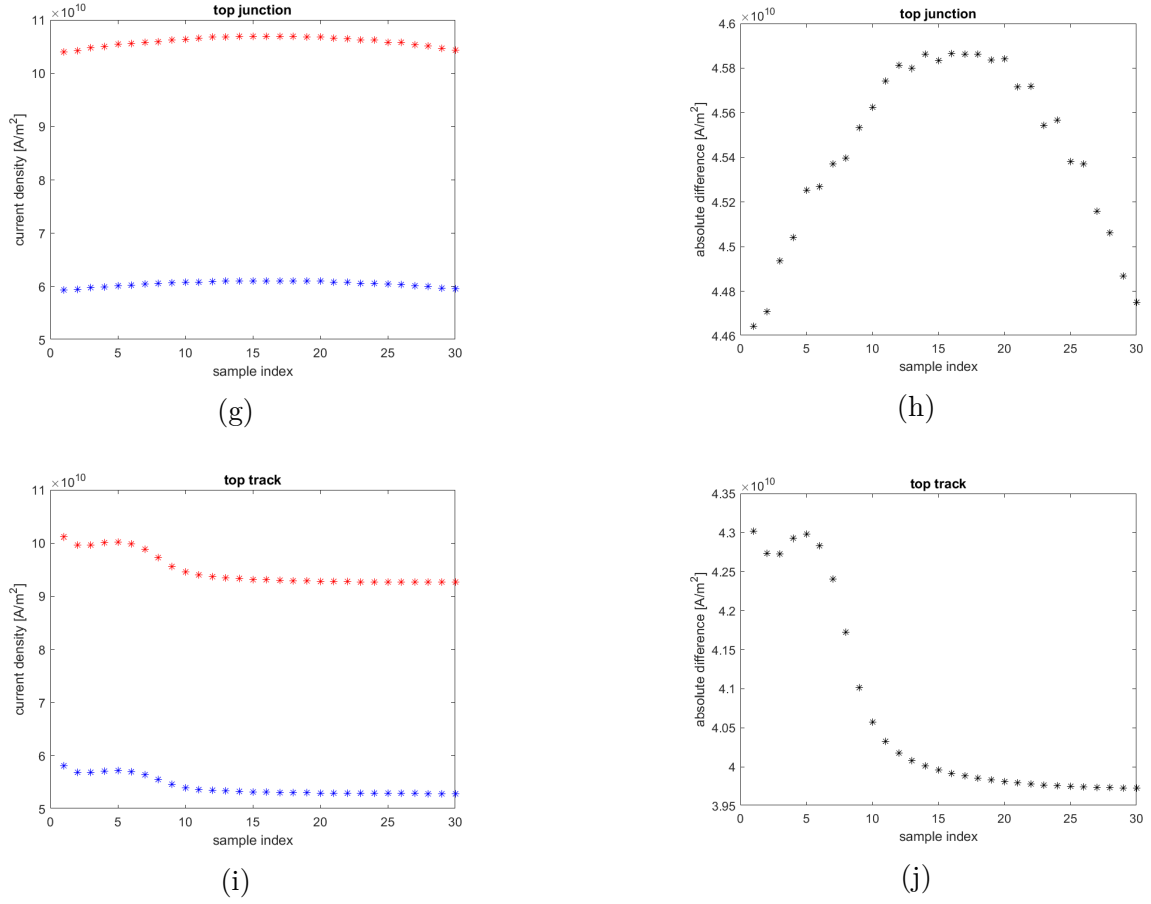 top junction
×10^10
11
10
9
8
7
6
5
current density [A/m^2]
0 5 10 15 20 25 30
sample index
(g)
top junction
×10^10
4.6
4.58
4.56
4.54
4.52
4.5
4.48
4.46
absolute difference [A/m^2]
0 5 10 15 20 25 30
sample index
(h)
top track
×10^10
11
10
9
8
7
6
5
current density [A/m^2]
0 5 10 15 20 25 30
sample index
(i)
top track
×10^10
4.35
4.3
4.25
4.2
4.15
4.1
4.05
4
3.95
absolute difference [A/m^2]
0 5 10 15 20 25 30
sample index
(j)